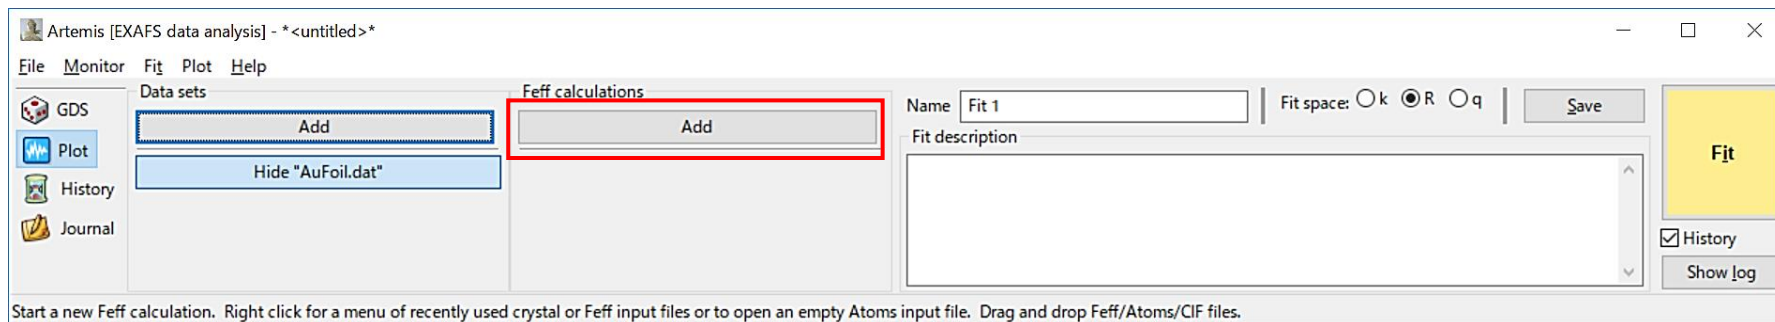 Artemis [EXAFS data analysis] - *<untitled>*
File Monitor Fit Plot Help
GDS
Plot
History
Journal
Data sets
Add
Hide "AuFoil.dat"
Feff calculations
Add
Name Fit 1
Fit space: k R q
Save
Fit description
Fit
History
Show log
Start a new Feff calculation. Right click for a menu of recently used crystal or Feff input files or to open an empty Atoms input file. Drag and drop Feff/Atoms/CIF files.